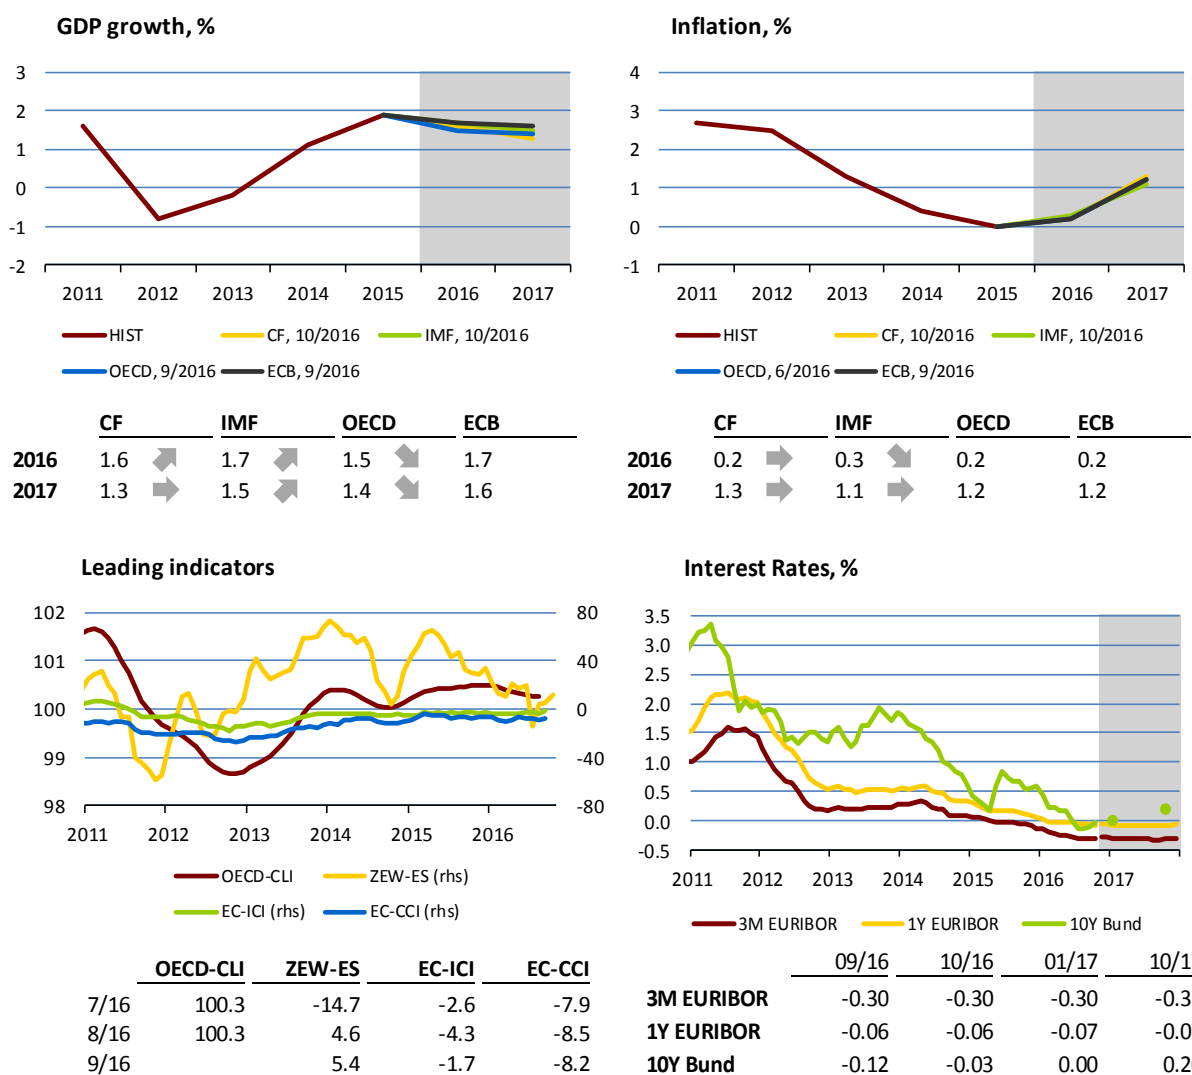 GDP growth, %
3
2
1
0
-1
-2
2011 2012 2013 2014 2015 2016 2017
HIST CF, 10/2016 IMF, 10/2016
OECD, 9/2016 ECB, 9/2016
CF IMF OECD ECB
2016 1.6 1.7 1.5 1.7
2017 1.3 1.5 1.4 1.6
Inflation, %
4
3
2
1
0
-1
2011 2012 2013 2014 2015 2016 2017
HIST CF, 10/2016 IMF, 10/2016
OECD, 6/2016 ECB, 9/2016
CF IMF OECD ECB
2016 0.2 0.3 0.2 0.2
2017 1.3 1.1 1.2 1.2
Leading indicators
102 80
101 40
100 0
99 -40
98 -80
2011 2012 2013 2014 2015 2016
OECD-CLI ZEW-ES (rhs)
EC-ICI (rhs) EC-CCI (rhs)
OECD-CLI ZEW-ES EC-ICI EC-CCI
7/16 100.3 -14.7 -2.6 -7.9
8/16 100.3 4.6 -4.3 -8.5
9/16 5.4 -1.7 -8.2
Interest Rates, %
3.5
3.0
2.5
2.0
1.5
1.0
0.5
0.0
-0.5
2011 2012 2013 2014 2015 2016 2017
3M EURIBOR 1Y EURIBOR 10Y Bund
09/16 10/16 01/17 10/1
3M EURIBOR -0.30 -0.30 -0.30 -0.3
1Y EURIBOR -0.06 -0.06 -0.07 -0.0
10Y Bund -0.12 -0.03 0.00 0.2